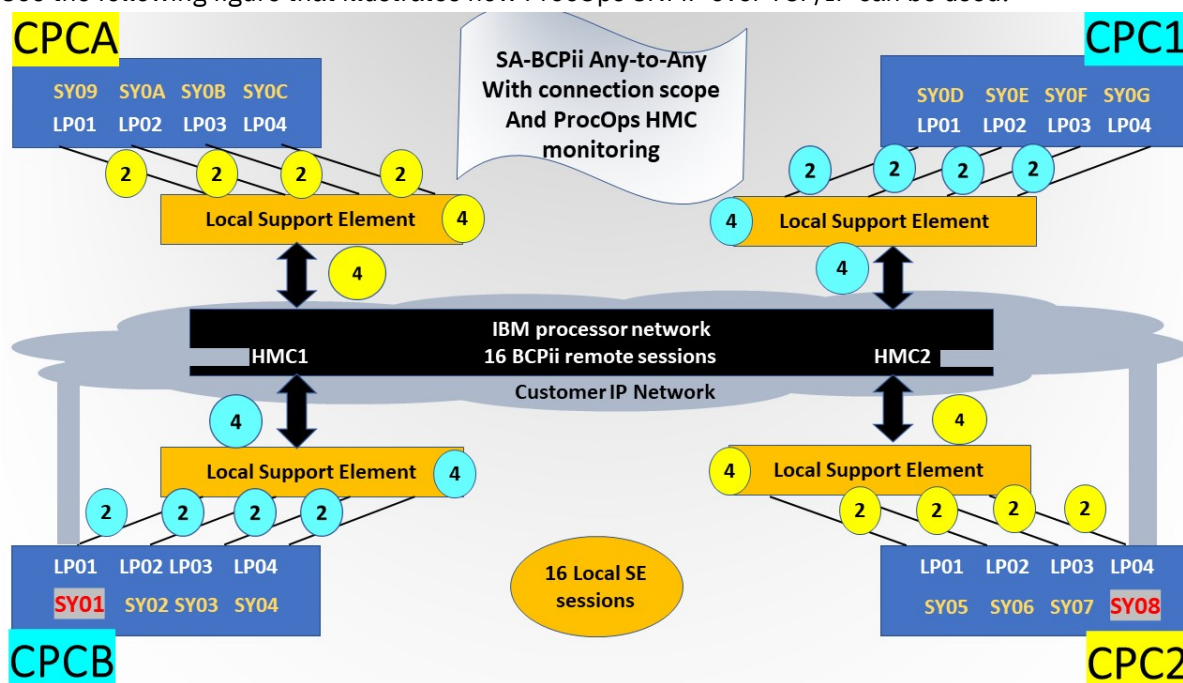 See the following figure that illustrates how ProcOps SNMP over TCP/IP can be used:
CPCA
SY09 SY0A SY0B SY0C
LP01 LP02 LP03 LP04
2 2 2 2
Local Support Element 4
4
SA-BCPii Any-to-Any
With connection scope
And ProcOps HMC
monitoring
CPC1
SY0D SY0E SY0F SY0G
LP01 LP02 LP03 LP04
2 2 2 2
4 Local Support Element
4
IBM processor network
HMC1 16 BCPii remote sessions HMC2
Customer IP Network
4
Local Support Element 4
2 2 2 2
LP01 LP02 LP03 LP04
SY01 SY02 SY03 SY04
CPCB
16 Local SE
sessions
4
4 Local Support Element
2 2 2 2
LP01 LP02 LP03 LP04
SY05 SY06 SY07 SY08
CPC2